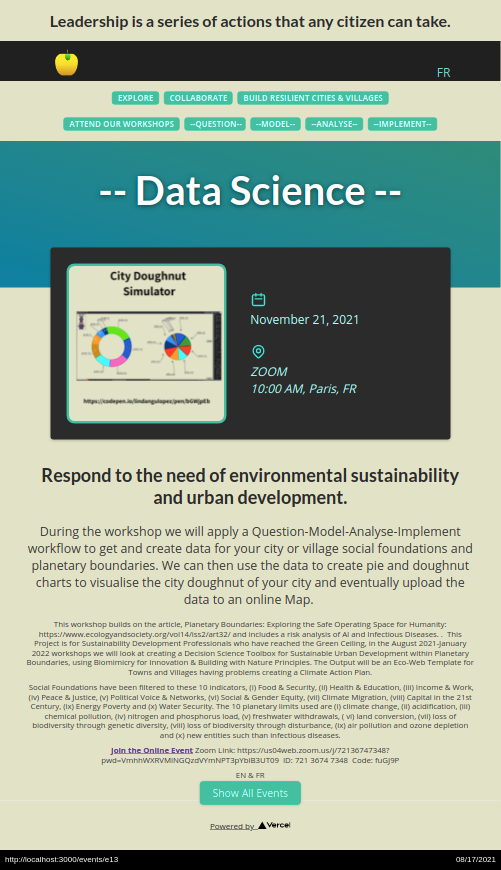 Leadership is a series of actions that any citizen can take.
FR
EXPLORE COLLABORATE BUILD RESILIENT CITIES & VILLAGES
ATTEND OUR WORKSHOPS --QUESTION-- --MODEL-- --ANALYSE-- --IMPLEMENT--
-- Data Science --
City Doughnut
Simulator
November 21, 2021
ZOOM
10:00 AM, Paris, FR
Respond to the need of environmental sustainability
and urban development.
During the workshop we will apply a Question-Model-Analyse-Implement
workflow to get and create data for your city or village social foundations and
planetary boundaries. We can then use the data to create pie and doughnut
charts to visualise the city doughnut of your city and eventually upload the
data to an online Map.
This workshop builds on the article, Planetary Boundaries: Exploring the Safe Operating Space for Humanity:
https://www.ecologyandsociety.org/vol14/iss2/art32/ and includes a risk analysis of AI and Infectious Diseases. . This
Project is for Sustainability Development Professionals who have reached the Green Ceiling, in the August 2021-January
2022 workshops we will look at creating a Decision Science Toolbox for Sustainable Urban Development within Planetary
Boundaries, using Biomimicry for Innovation & Building with Nature Principles. The Output will be an Eco-Web Template for
Towns and Villages having problems creating a Climate Action Plan.
Social Foundations have been filtered to these 10 indicators, (i) Food & Security, (ii) Health & Education, (iii) Income & Work,
(iv) Peace & Justice, (v) Political Voice & Networks, (vi) Social & Gender Equity, (vii) Climate Migration, (viii) Capital in the 21st
Century, (ix) Energy Poverty and (x) Water Security. The 10 planetary limits used are (i) climate change, (ii) acidification, (iii)
chemical pollution, (iv) nitrogen and phosphorus load, (v) freshwater withdrawals, ( vi) land conversion, (vii) loss of
biodiversity through genetic diversity, (viii) loss of biodiversity through disturbance, (ix) air pollution and ozone depletion
and (x) new entities such as infectious diseases.
Join the Online Event Zoom Link: https://us04web.zoom.us/j/72136747348?
ID: 721 3674 7348 Code: fuGJ9P
EN & FR
Show All Events
Powered by Vercel
http://localhost:3000/events/e13 08/17/2021